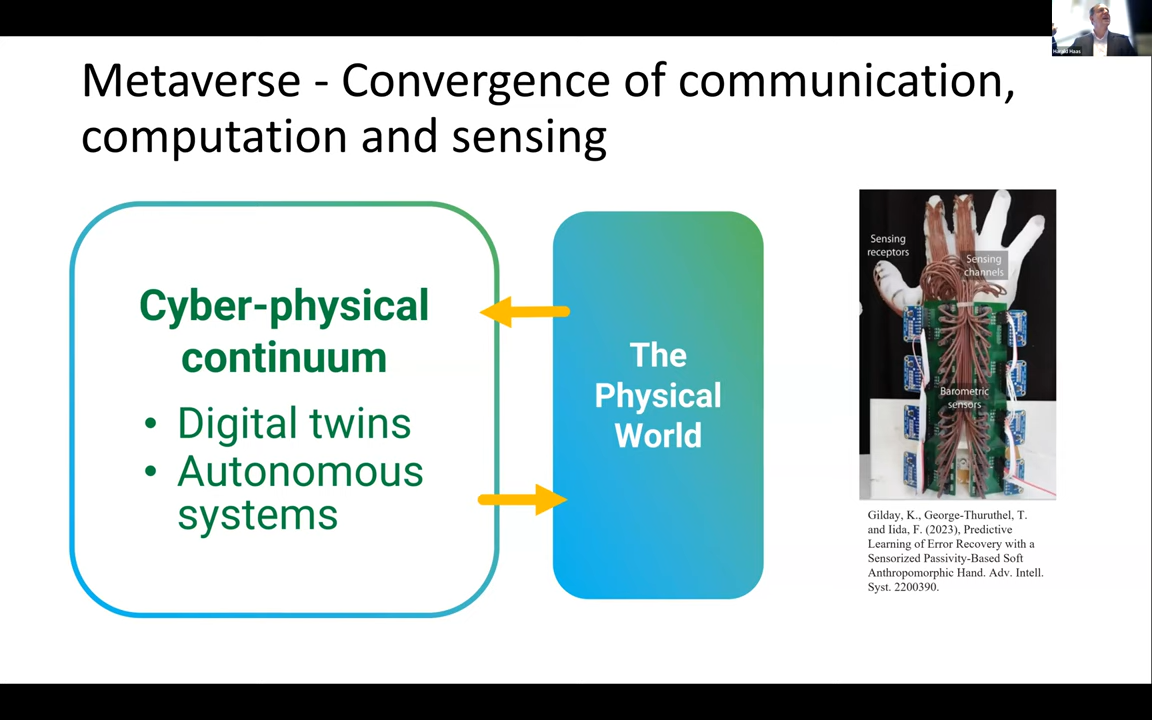 Harald Haas
Metaverse - Convergence of communication,
computation and sensing
Cyber-physical
continuum
• Digital twins
• Autonomous
systems
The
Physical
World
Sensing
receptors
Sensing
channels
Barometric
sensors
Gilday, K., George-Thuruthel, T.
and Iida, F. (2023), Predictive
Learning of Error Recovery with a
Sensorized Passivity-Based Soft
Anthropomorphic Hand. Adv. Intell.
Syst. 2200390.